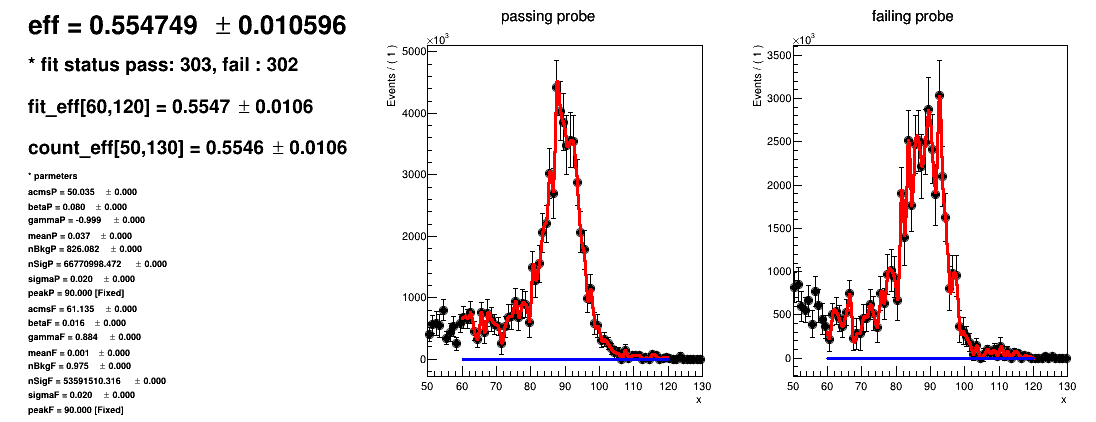 eff = 0.554749 ± 0.010596
* fit status pass: 303, fail : 302
fit_eff[60,120] = 0.5547 ± 0.0106
count_eff[50,130] = 0.5546 ± 0.0106
* parmeters
acmsP = 50.035 ± 0.000
betaP = 0.080 ± 0.000
gammaP = -0.999 ± 0.000
meanP = 0.037 ± 0.000
nBkgP = 826.082 ± 0.000
nSigP = 66770998.472 ± 0.000
sigmaP = 0.020 ± 0.000
peakP = 90.000 [Fixed]
acmsF = 61.135 ± 0.000
betaF = 0.016 ± 0.000
gammaF = 0.884 ± 0.000
meanF = 0.001 ± 0.000
nBkgF = 0.975 ± 0.000
nSigF = 53591510.316 ± 0.000
sigmaF = 0.020 ± 0.000
peakF = 90.000 [Fixed]
passing probe
×10³
Events / ( 1 )
5000
4000
3000
2000
1000
0
50 60 70 80 90 100 110 120 130
x
failing probe
×10³
Events / ( 1 )
3500
3000
2500
2000
1500
1000
500
0
50 60 70 80 90 100 110 120 130
x